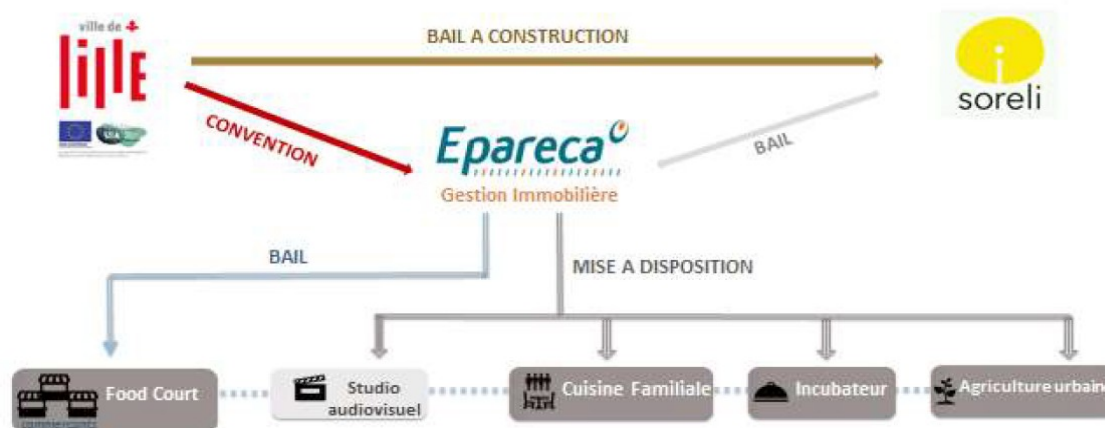 ville de
lille
BAIL A CONSTRUCTION
soreli
CONVENTION
Epareca
BAIL
Gestion Immobilière
BAIL
MISE A DISPOSITION
Food Court
Studio
audiovisuel
Cuisine Familiale
Incubateur
Agriculture urbaine